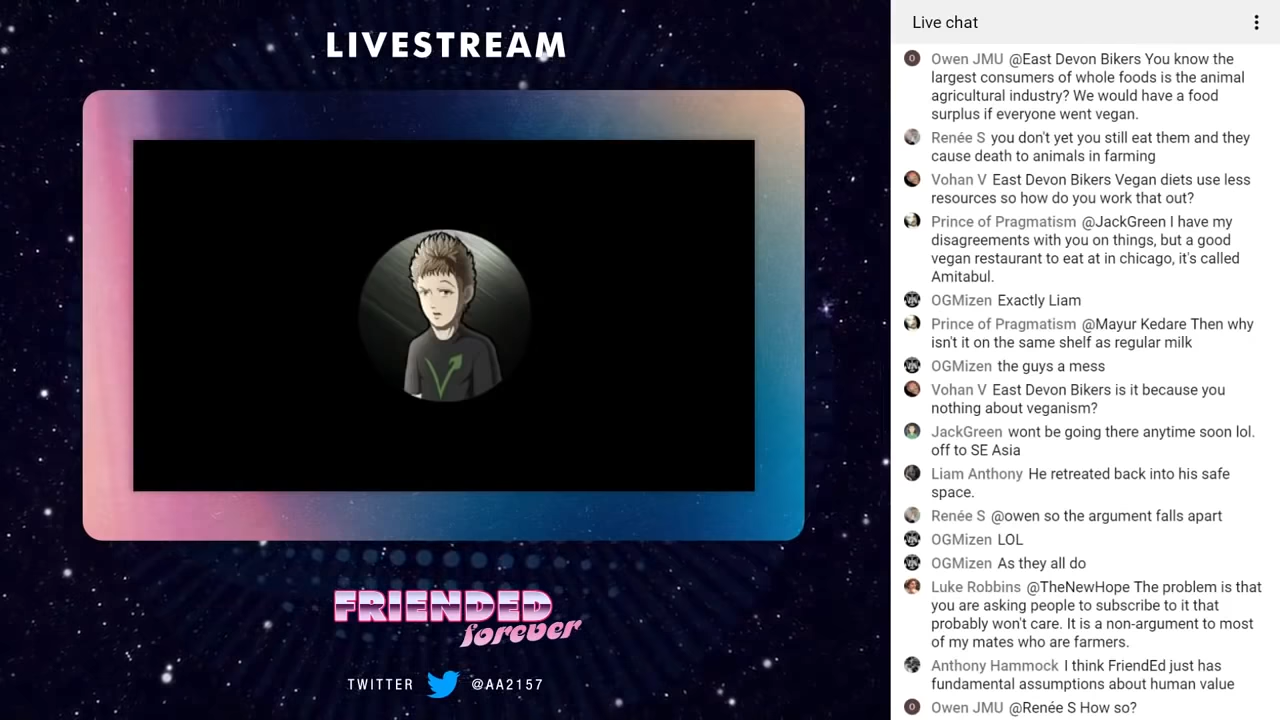 LIVESTREAM
FRIENDED
forever
TWITTER @AA2157
Live chat
Owen JMU @East Devon Bikers You know the
largest consumers of whole foods is the animal
agricultural industry? We would have a food
surplus if everyone went vegan.
Renée S you don't yet you still eat them and they
cause death to animals in farming
Vohan V East Devon Bikers Vegan diets use less
resources so how do you work that out?
Prince of Pragmatism @JackGreen I have my
disagreements with you on things, but a good
vegan restaurant to eat at in chicago, it's called
Amitabul.
OGMizen Exactly Liam
Prince of Pragmatism @Mayur Kedare Then why
isn't it on the same shelf as regular milk
OGMizen the guys a mess
Vohan V East Devon Bikers is it because you
nothing about veganism?
JackGreen wont be going there anytime soon lol.
off to SE Asia
Liam Anthony He retreated back into his safe
space.
Renée S @owen so the argument falls apart
OGMizen LOL
OGMizen As they all do
Luke Robbins @TheNewHope The problem is that
you are asking people to subscribe to it that
probably won't care. It is a non-argument to most
of my mates who are farmers.
Anthony Hammock I think FriendEd just has
fundamental assumptions about human value
O
Owen JMU @Renée S How so?